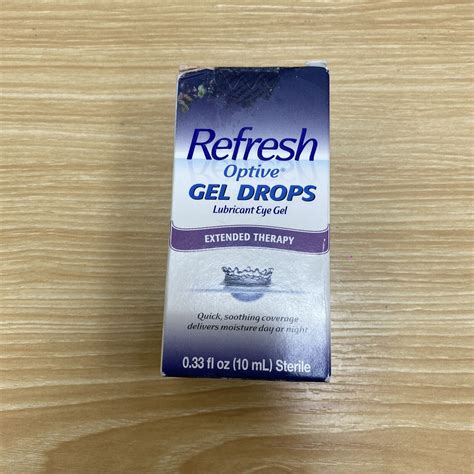 Refresh
Optive®
GEL DROPS
Lubricant Eye Gel
EXTENDED THERAPY
Quick, soothing coverage
delivers moisture day or night
0.33 fl oz (10 mL) Sterile